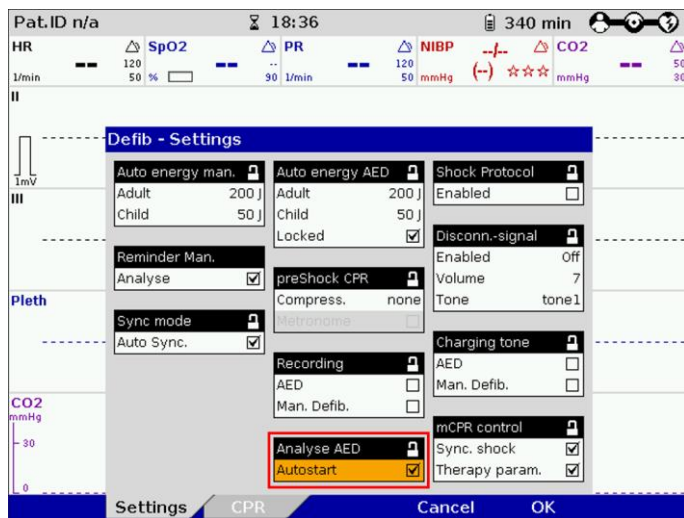 Pat.ID n/a 18:36 340 min
HR 120 50 -- 1/min
SpO2 -- -- 90 %
PR 120 50 -- 1/min
NIBP --/-- (--) mmHg
CO2 50 30 -- mmHg
II
1mV
III
Pleth
CO2
mmHg
30
0
Defib - Settings
Auto energy man.
Adult 200 J
Child 50 J
Reminder Man.
Analyse
Sync mode
Auto Sync.
Auto energy AED
Adult 200 J
Child 50 J
Locked
preShock CPR
Compress. none
Metronome
Recording
AED
Man. Defib.
Analyse AED
Autostart
Shock Protocol
Enabled
Disconn.-signal
Enabled Off
Volume 7
Tone tone1
Charging tone
AED
Man. Defib.
mCPR control
Sync. shock
Therapy param.
Settings CPR Cancel OK